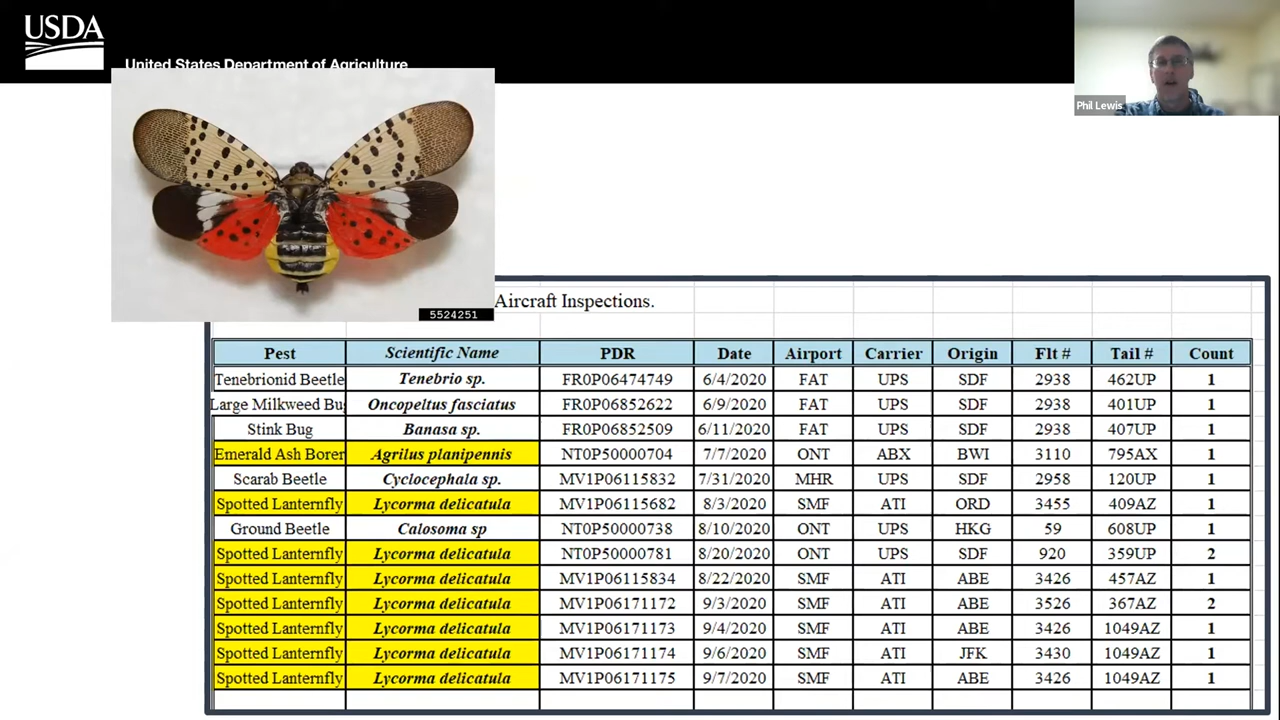 USDA
United States Department of Agriculture
Phil Lewis
5524251
Aircraft Inspections.
Pest Scientific Name PDR Date Airport Carrier Origin Flt # Tail # Count
Tenebrionid Beetle Tenebrio sp. FR0P06474749 6/4/2020 FAT UPS SDF 2938 462UP 1
Large Milkweed Bu Oncopeltus fasciatus FR0P06852622 6/9/2020 FAT UPS SDF 2938 401UP 1
Stink Bug Banasa sp. FR0P06852509 6/11/2020 FAT UPS SDF 2938 407UP 1
Emerald Ash Borer Agrilus planipennis NT0P50000704 7/7/2020 ONT ABX BWI 3110 795AX 1
Scarab Beetle Cyclocephala sp. MV1P06115832 7/31/2020 MHR UPS SDF 2958 120UP 1
Spotted Lanternfly Lycorma delicatula MV1P06115682 8/3/2020 SMF ATI ORD 3455 409AZ 1
Ground Beetle Calosoma sp NT0P50000738 8/10/2020 ONT UPS HKG 59 608UP 1
Spotted Lanternfly Lycorma delicatula NT0P50000781 8/20/2020 ONT UPS SDF 920 359UP 2
Spotted Lanternfly Lycorma delicatula MV1P06115834 8/22/2020 SMF ATI ABE 3426 457AZ 1
Spotted Lanternfly Lycorma delicatula MV1P06171172 9/3/2020 SMF ATI ABE 3526 367AZ 2
Spotted Lanternfly Lycorma delicatula MV1P06171173 9/4/2020 SMF ATI ABE 3426 1049AZ 1
Spotted Lanternfly Lycorma delicatula MV1P06171174 9/6/2020 SMF ATI JFK 3430 1049AZ 1
Spotted Lanternfly Lycorma delicatula MV1P06171175 9/7/2020 SMF ATI ABE 3426 1049AZ 1